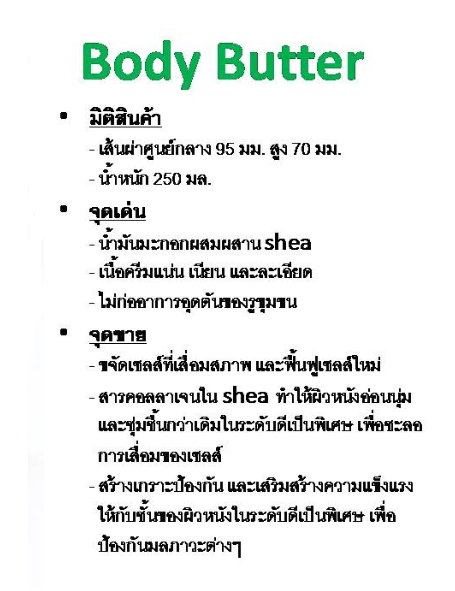 Body Butter
• มิติสินค้า
- เส้นผ่าศูนย์กลาง 95 มม. สูง 70 มม.
- น้ำหนัก 250 มล.
• จุดเด่น
- น้ำมันมะกอกผสมผสาน shea
- เนื้อครีมแน่น เนียน และละเอียด
- ไม่ก่ออาการอุดตันของรูขุมขน
• จุดขาย
- ขจัดเซลส์ที่เสื่อมสภาพ และฟื้นฟูเซลส์ใหม่
- สารคอลลาเจนใน shea ทำให้ผิวหนังอ่อนนุ่ม
และชุ่มชื้นกว่าเดิมในระดับดีเป็นพิเศษ เพื่อชะลอ
การเสื่อมของเซลส์
- สร้างเกราะป้องกัน และเสริมสร้างความแข็งแรง
ให้กับชั้นของผิวหนังในระดับดีเป็นพิเศษ เพื่อ
ป้องกันมลภาวะต่างๆ